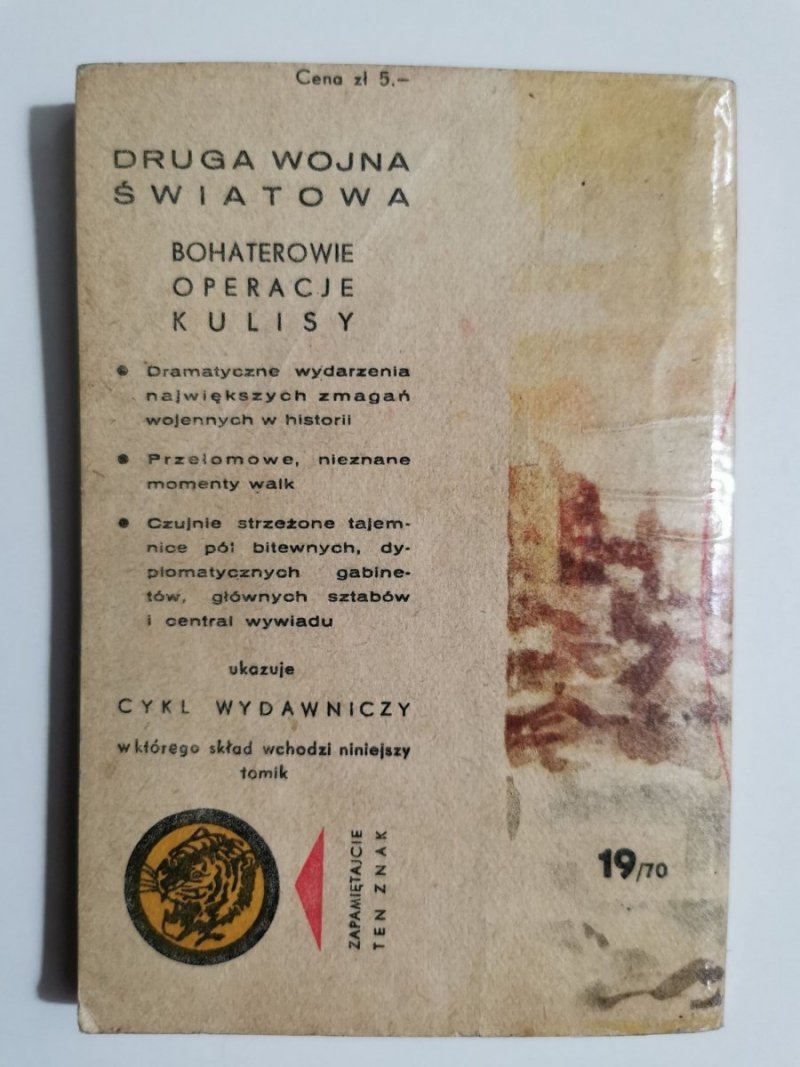 Cena zł 5.–
DRUGA WOJNA
ŚWIATOWA
BOHATEROWIE
OPERACJE
KULISY
• Dramatyczne wydarzenia
największych zmagań
wojennych w historii
• Przełomowe, nieznane
momenty walk
• Czujnie strzeżone tajem-
nice pól bitewnych, dy-
plomatycznych gabine-
tów, głównych sztabów
i central wywiadu
ukazuje
CYKL WYDAWNICZY
w którego skład wchodzi niniejszy
tomik
ZAPAMIĘTAJCIE
TEN ZNAK
19/70